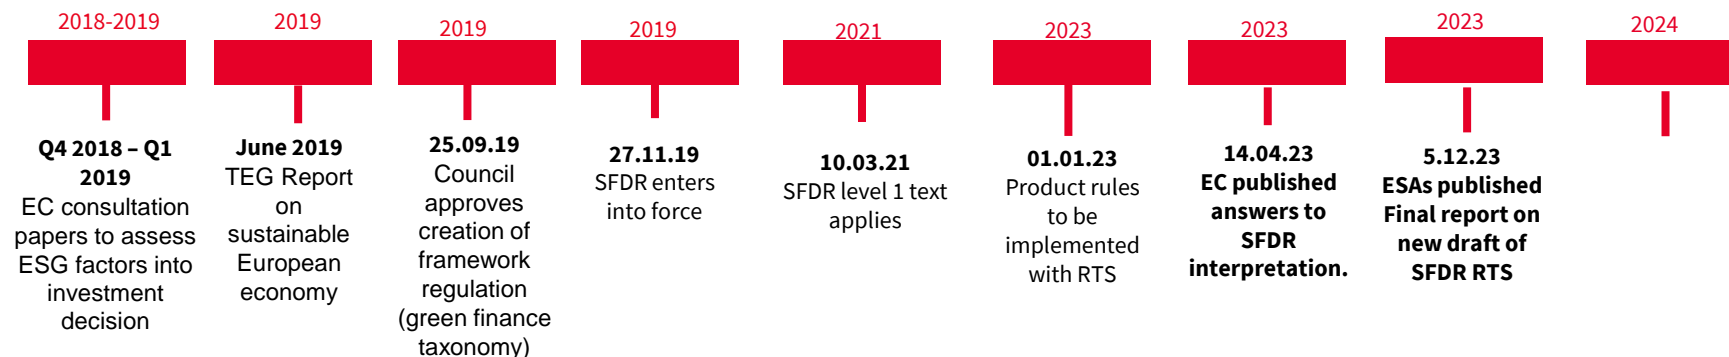 2018-2019
Q4 2018 – Q1
2019
EC consultation
papers to assess
ESG factors into
investment
decision
2019
June 2019
TEG Report
on
sustainable
European
economy
2019
25.09.19
Council
approves
creation of
framework
regulation
(green finance
taxonomy)
2019
27.11.19
SFDR enters
into force
2021
10.03.21
SFDR level 1 text
applies
2023
01.01.23
Product rules
to be
implemented
with RTS
2023
14.04.23
EC published
answers to
SFDR
interpretation.
2023
5.12.23
ESAs published
Final report on
new draft of
SFDR RTS
2024